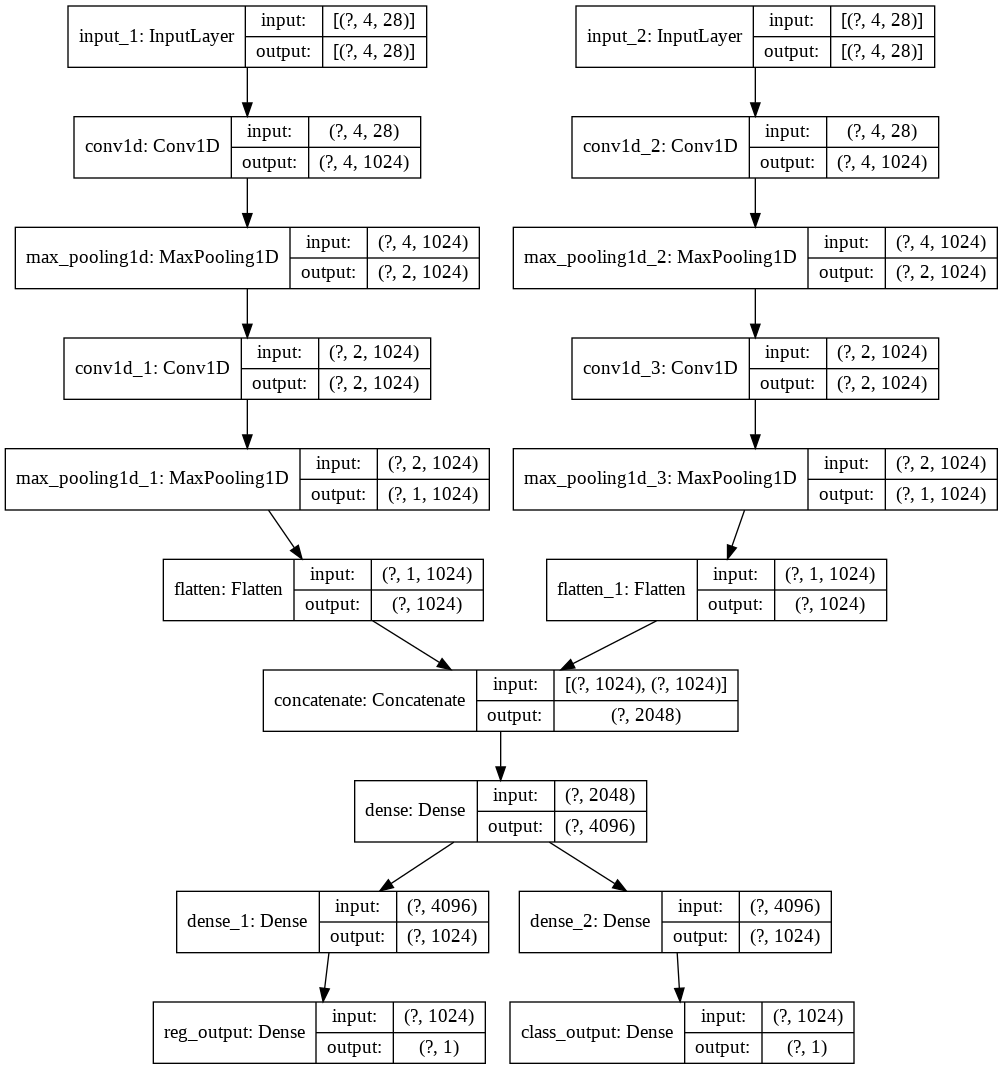 input_1: InputLayer
input: [(?, 4, 28)]
output: [(?, 4, 28)]
input_2: InputLayer
input: [(?, 4, 28)]
output: [(?, 4, 28)]
conv1d: Conv1D
input: (?, 4, 28)
output: (?, 4, 1024)
conv1d_2: Conv1D
input: (?, 4, 28)
output: (?, 4, 1024)
max_pooling1d: MaxPooling1D
input: (?, 4, 1024)
output: (?, 2, 1024)
max_pooling1d_2: MaxPooling1D
input: (?, 4, 1024)
output: (?, 2, 1024)
conv1d_1: Conv1D
input: (?, 2, 1024)
output: (?, 2, 1024)
conv1d_3: Conv1D
input: (?, 2, 1024)
output: (?, 2, 1024)
max_pooling1d_1: MaxPooling1D
input: (?, 2, 1024)
output: (?, 1, 1024)
max_pooling1d_3: MaxPooling1D
input: (?, 2, 1024)
output: (?, 1, 1024)
flatten: Flatten
input: (?, 1, 1024)
output: (?, 1024)
flatten_1: Flatten
input: (?, 1, 1024)
output: (?, 1024)
concatenate: Concatenate
input: [(?, 1024), (?, 1024)]
output: (?, 2048)
dense: Dense
input: (?, 2048)
output: (?, 4096)
dense_1: Dense
input: (?, 4096)
output: (?, 1024)
dense_2: Dense
input: (?, 4096)
output: (?, 1024)
reg_output: Dense
input: (?, 1024)
output: (?, 1)
class_output: Dense
input: (?, 1024)
output: (?, 1)